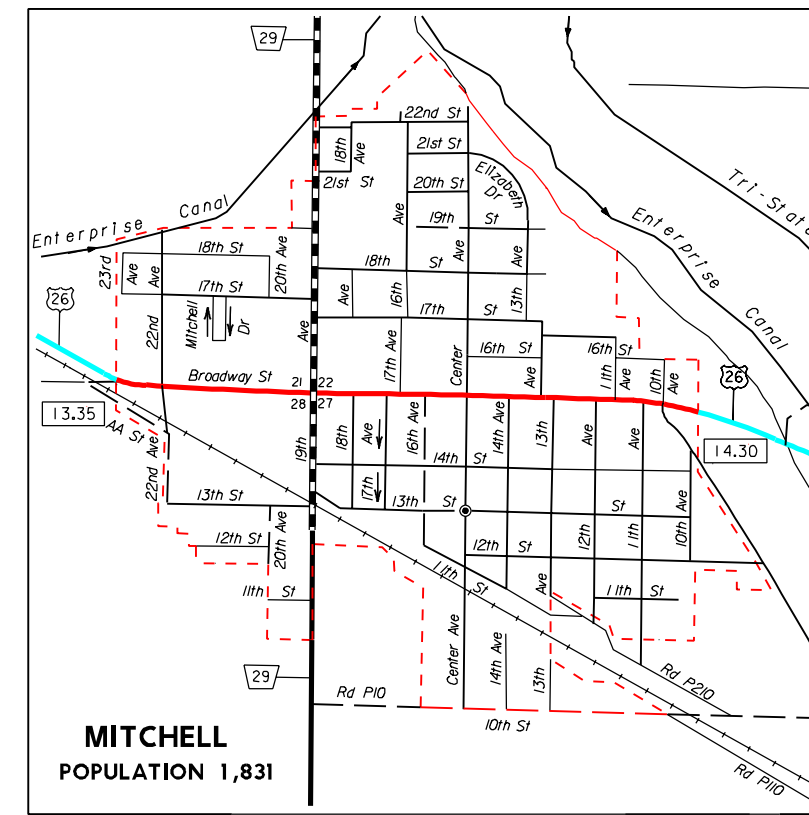 29
22nd St
18th
Ave
21st St
21st St
20th St
Elizabeth
Dr
19th St
Tri-State
Enterprise Canal
Enterprise
Canal
18th St
20th Ave
Ave
18th St
Ave
Ave
23rd
Ave
Ave
17th St
Ave
16th
17th St
13th
26
22nd
Mitchell
Dr
Ave
17th Ave
Center
16th St
Ave
16th St
11th
Ave
10th
Ave
26
Broadway St
21 22
28 27
13.35
AA St
22nd Ave
19th
18th
Ave
17th
16th Ave
14th St
14th Ave
13th
Ave
Ave
14.30
13th St
13th St
St
12th
11th
10th
Ave
12th St
20th Ave
12th St
11th St
11th St
Ave
11th St
29
Center Ave
14th Ave
13th
Rd P10
10th St
Rd P210
Rd P110
MITCHELL
POPULATION 1,831